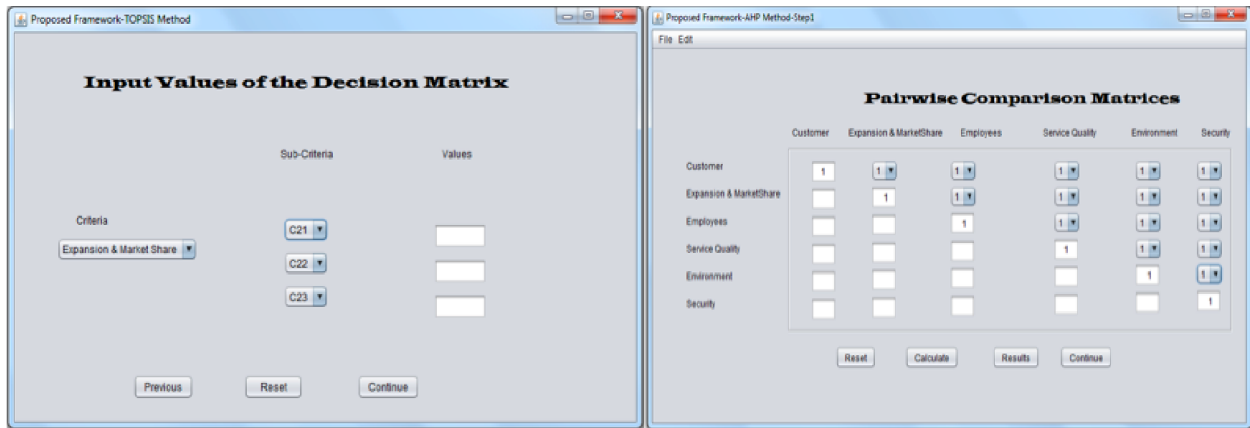 Proposed Framework-TOPSIS Method
Input Values of the Decision Matrix
Sub-Criteria Values
Criteria
Expansion & Market Share
C21
C22
C23
Previous Reset Continue
Proposed Framework-AHP Method-Step1
File Edit
Pairwise Comparison Matrices
Customer Expansion & MarketShare Employees Service Quality Environment Security
Customer 1 1 1 1 1 1
Expansion & MarketShare 1 1 1 1 1
Employees 1 1 1 1
Service Quality 1 1 1
Environment 1 1
Security 1
Reset Calculate Results Continue